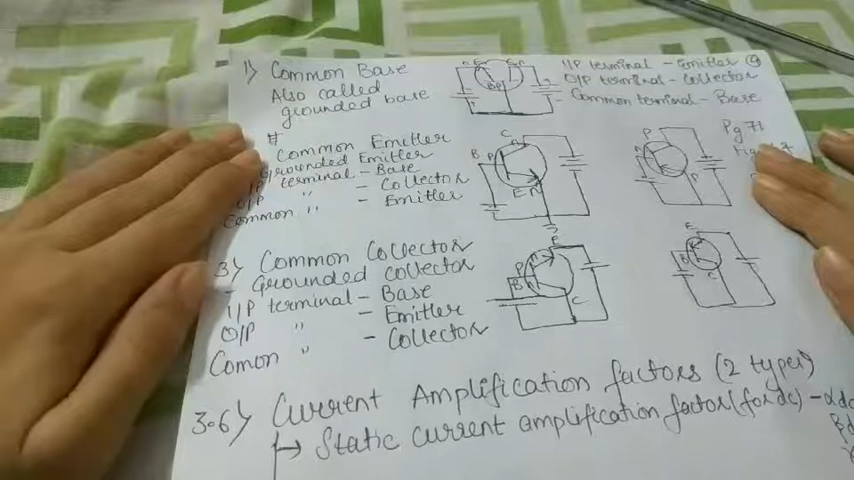 1) Common Base
Also called
grounded base
I/P terminal - Emitter
O/P terminal - Collector
Common terminal - Base
#
Common Emitter
Grounded Emitter
I/P terminal - Base
O/P " - Collector
Common " - Emitter
Pg 71
3) Common Collector
- Grounded collector
I/P terminal - Base
O/P " - Emitter
Comon " - Collector
3.6) Current Amplification factors (2 types)
↳ Static current amplification factor (for dc) - αdc